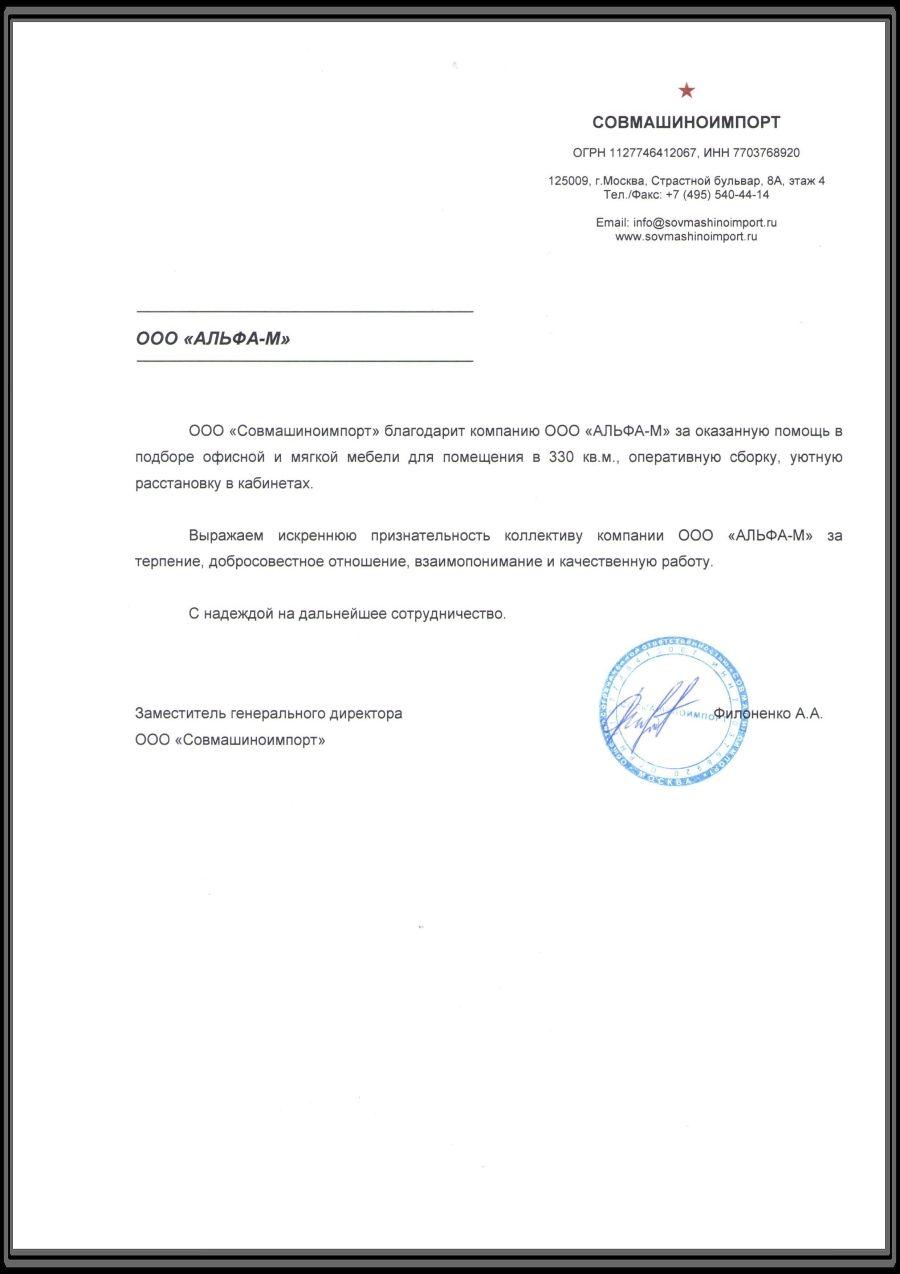 СОВМАШИНОИМПОРТ
ОГРН 1127746412067, ИНН 7703768920
125009, г.Москва, Страстной бульвар, 8А, этаж 4
Тел./Факс: +7 (495) 540-44-14
Email: info@sovmashinoimport.ru
www.sovmashinoimport.ru
ООО «АЛЬФА-М»
ООО «Совмашиноимпорт» благодарит компанию ООО «АЛЬФА-М» за оказанную помощь в
подборе офисной и мягкой мебели для помещения в 330 кв.м., оперативную сборку, уютную
расстановку в кабинетах.
Выражаем искреннюю признательность коллективу компании ООО «АЛЬФА-М» за
терпение, добросовестное отношение, взаимопонимание и качественную работу.
С надеждой на дальнейшее сотрудничество.
Заместитель генерального директора
Филоненко А.А.
ООО «Совмашиноимпорт»
МОСКВА